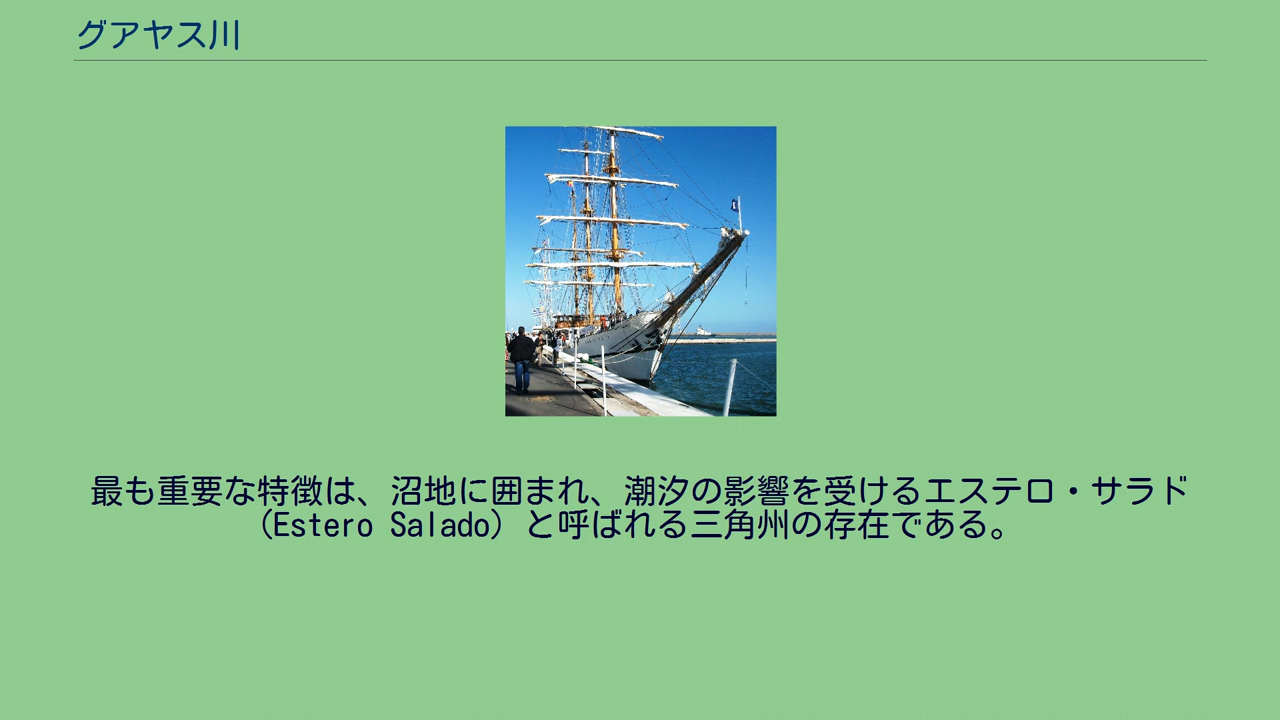 グアヤス川
最も重要な特徴は、沼地に囲まれ、潮汐の影響を受けるエステロ・サラド
(Estero Salado) と呼ばれる三角州の存在である。